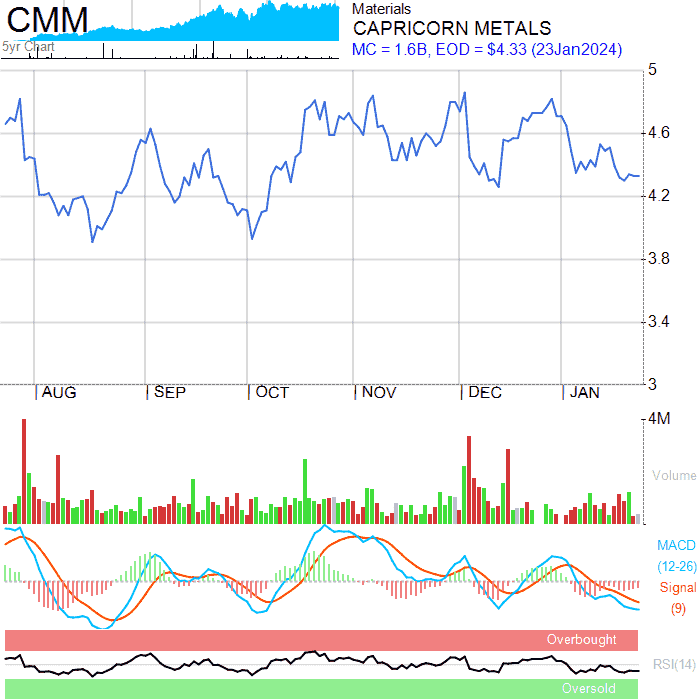 CMM
5yr Chart
Materials
CAPRICORN METALS
MC = 1.6B, EOD = $4.33 (23Jan2024)
5
4.6
4.2
3.8
3.4
3
AUG SEP OCT NOV DEC JAN
4M
Volume
MACD
(12-26)
Signal
(9)
Overbought
RSI(14)
Oversold